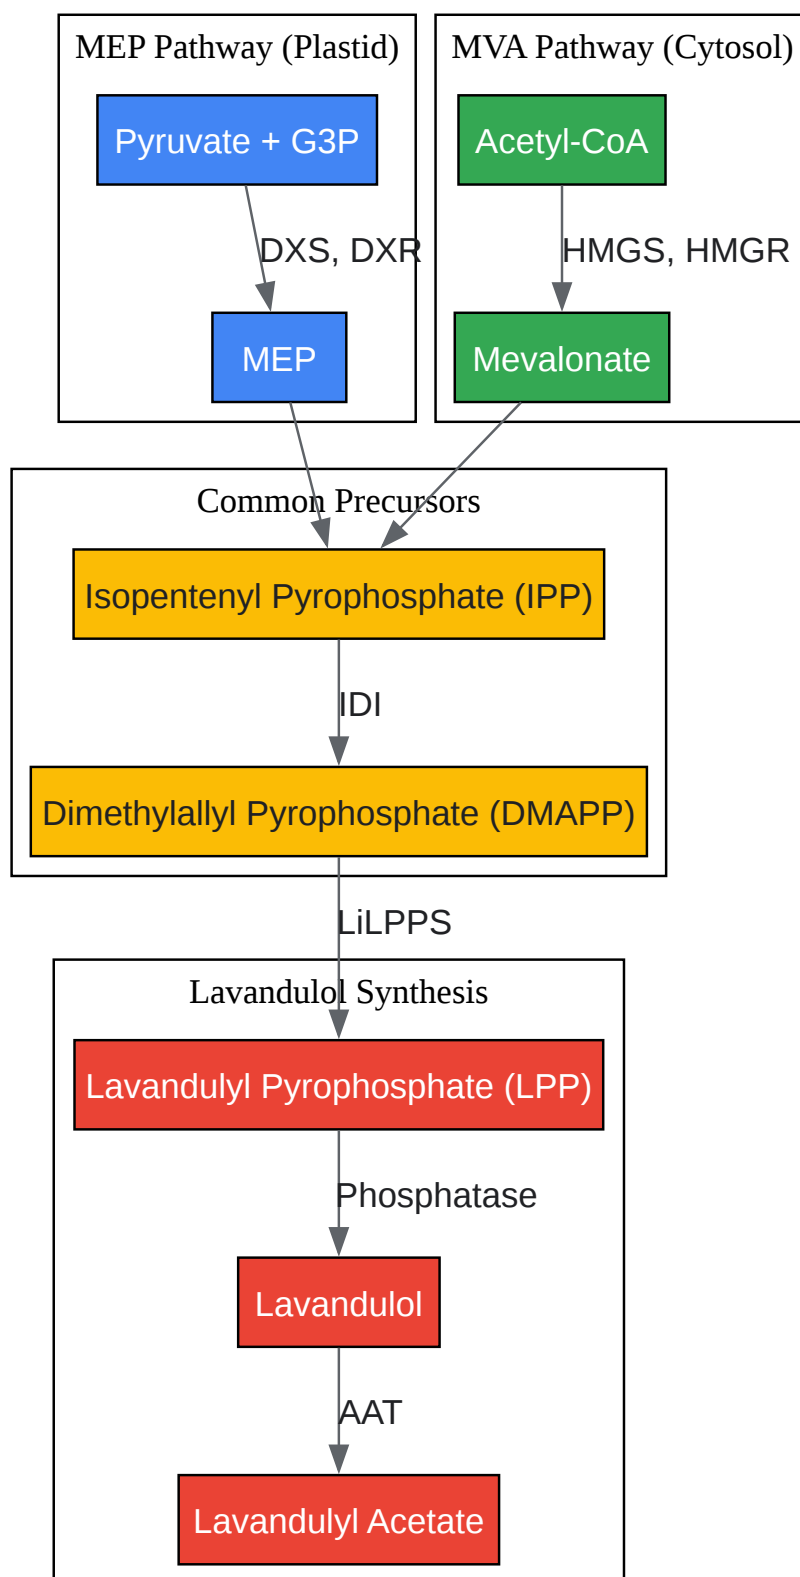 MEP Pathway (Plastid)
MVA Pathway (Cytosol)
Pyruvate + G3P
Acetyl-CoA
DXS, DXR
HMGS, HMGR
MEP
Mevalonate
Common Precursors
Isopentenyl Pyrophosphate (IPP)
IDI
Dimethylallyl Pyrophosphate (DMAPP)
LiLPPS
Lavandulol Synthesis
Lavandulyl Pyrophosphate (LPP)
Phosphatase
Lavandulol
AAT
Lavandulyl Acetate